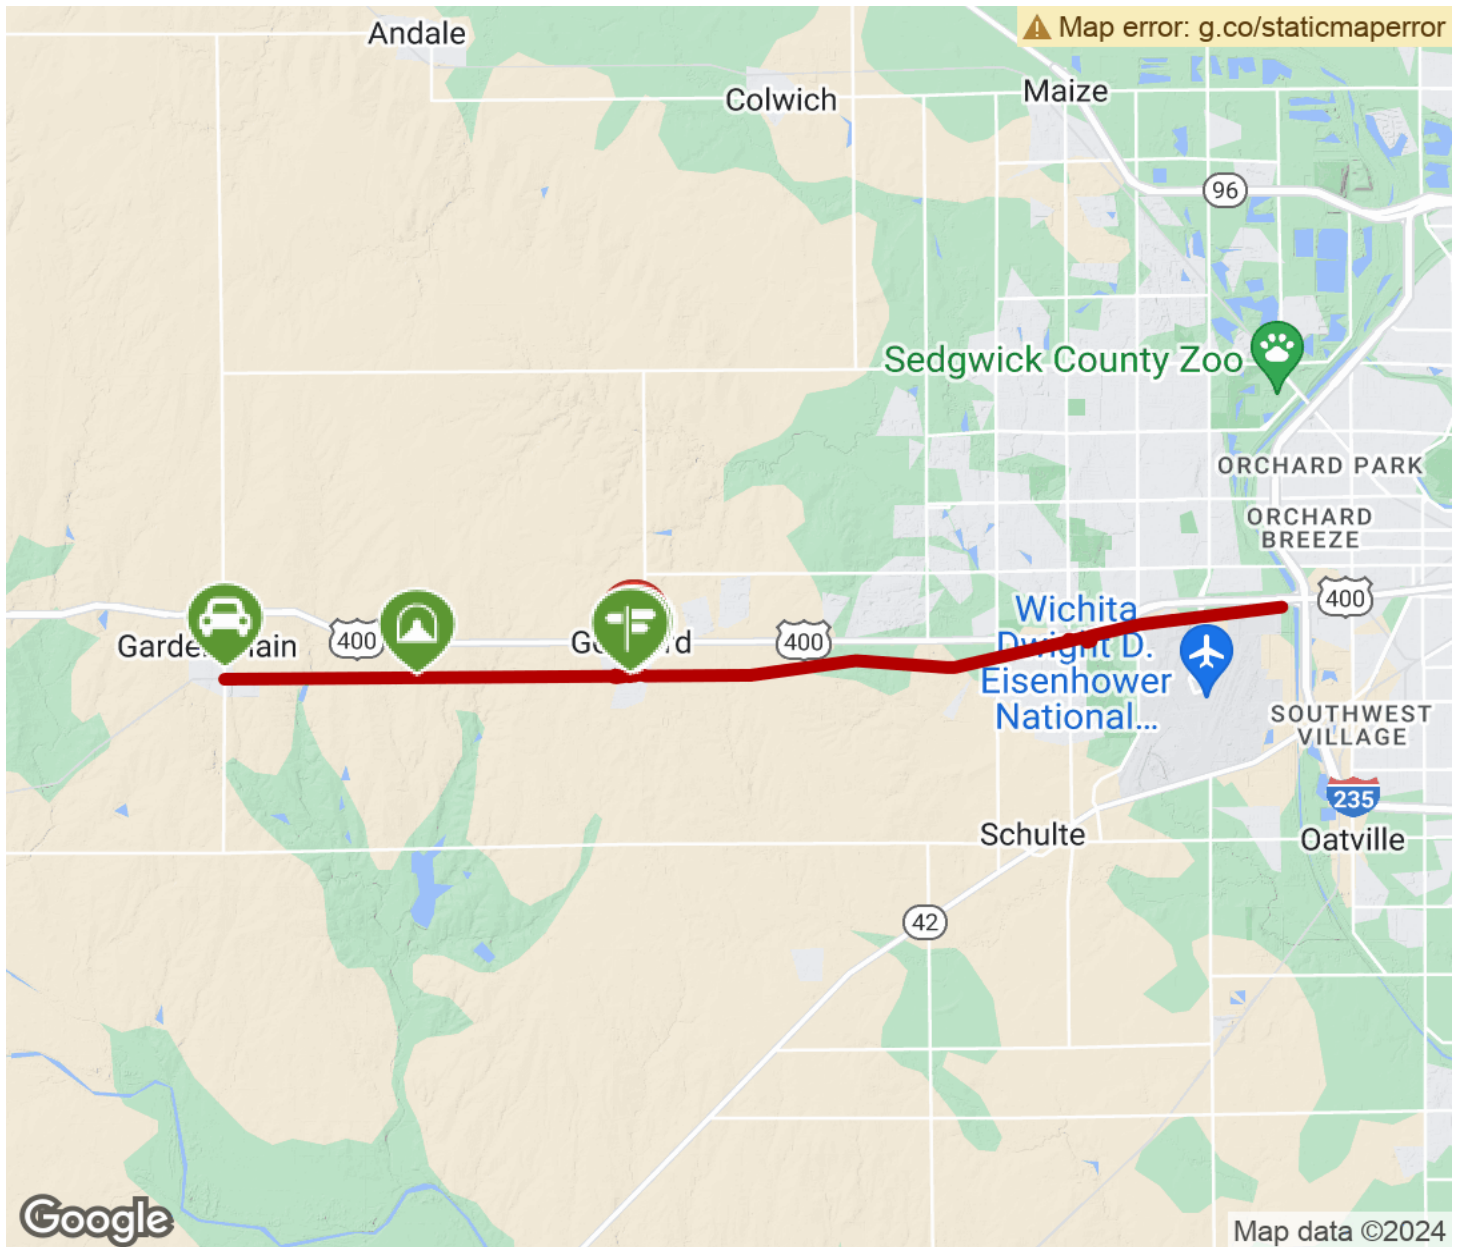 Andale
Map error: g.co/staticmaperror
Colwich
Maize
96
Sedgwick County Zoo
ORCHARD PARK
ORCHARD
BREEZE
400
Wichita
Dwight D.
Eisenhower
National...
400
400
SOUTHWEST
VILLAGE
235
Schulte
Oatville
42
Google
Map data ©2024